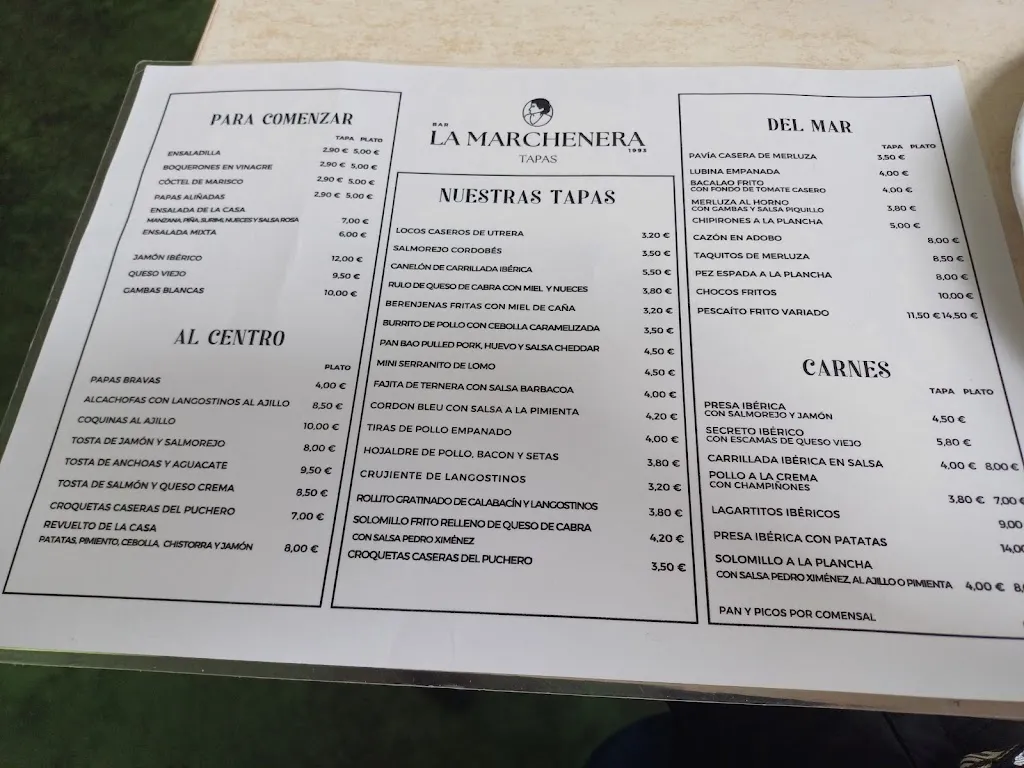 PARA COMENZAR
TAPA PLATO
ENSALADILLA 2,90 € 5,00 €
BOQUERONES EN VINAGRE 2,90 € 5,00 €
CÓCTEL DE MARISCO 2,90 € 5,00 €
PAPAS ALIÑADAS 2,90 € 5,00 €
ENSALADA DE LA CASA
MANZANA, PIÑA, SURIMI, NUECES Y SALSA ROSA 7,00 €
ENSALADA MIXTA 6,00 €
JAMÓN IBÉRICO 12,00 €
QUESO VIEJO 9,50 €
GAMBAS BLANCAS 10,00 €
AL CENTRO
PLATO
PAPAS BRAVAS 4,00 €
ALCACHOFAS CON LANGOSTINOS AL AJILLO 8,50 €
COQUINAS AL AJILLO 10,00 €
TOSTA DE JAMÓN Y SALMOREJO 8,00 €
TOSTA DE ANCHOAS Y AGUACATE 9,50 €
TOSTA DE SALMÓN Y QUESO CREMA 8,50 €
CROQUETAS CASERAS DEL PUCHERO 7,00 €
REVUELTO DE LA CASA
PATATAS, PIMIENTO, CEBOLLA, CHISTORRA Y JAMÓN 8,00 €
BAR
LA MARCHENERA
1993
TAPAS
NUESTRAS TAPAS
LOCOS CASEROS DE UTRERA 3,20 €
SALMOREJO CORDOBÉS 3,50 €
CANELÓN DE CARRILLADA IBÉRICA 5,50 €
RULO DE QUESO DE CABRA CON MIEL Y NUECES 3,80 €
BERENJENAS FRITAS CON MIEL DE CAÑA 3,20 €
BURRITO DE POLLO CON CEBOLLA CARAMELIZADA 3,50 €
PAN BAO PULLED PORK, HUEVO Y SALSA CHEDDAR 4,50 €
MINI SERRANITO DE LOMO 4,50 €
FAJITA DE TERNERA CON SALSA BARBACOA 4,00 €
CORDON BLEU CON SALSA A LA PIMIENTA 4,20 €
TIRAS DE POLLO EMPANADO 4,00 €
HOJALDRE DE POLLO, BACON Y SETAS 3,80 €
CRUJIENTE DE LANGOSTINOS 3,20 €
ROLLITO GRATINADO DE CALABACÍN Y LANGOSTINOS 3,80 €
SOLOMILLO FRITO RELLENO DE QUESO DE CABRA
CON SALSA PEDRO XIMÉNEZ 4,20 €
CROQUETAS CASERAS DEL PUCHERO 3,50 €
DEL MAR
TAPA PLATO
PAVÍA CASERA DE MERLUZA 3,50 €
LUBINA EMPANADA 4,00 €
BACALAO FRITO
CON FONDO DE TOMATE CASERO 4,00 €
MERLUZA AL HORNO
CON GAMBAS Y SALSA PIQUILLO 3,80 €
CHIPIRONES A LA PLANCHA 5,00 €
CAZÓN EN ADOBO 8,00 €
TAQUITOS DE MERLUZA 8,50 €
PEZ ESPADA A LA PLANCHA 8,00 €
CHOCOS FRITOS 10,00 €
PESCAÍTO FRITO VARIADO 11,50 € 14,50 €
CARNES
TAPA PLATO
PRESA IBÉRICA
CON SALMOREJO Y JAMÓN 4,50 €
SECRETO IBÉRICO
CON ESCAMAS DE QUESO VIEJO 5,80 €
CARRILLADA IBÉRICA EN SALSA 4,00 € 8,00 €
POLLO A LA CREMA
CON CHAMPIÑONES 3,80 € 7,00 €
LAGARTITOS IBÉRICOS 9,00
PRESA IBÉRICA CON PATATAS 14,00
SOLOMILLO A LA PLANCHA
CON SALSA PEDRO XIMÉNEZ, AL AJILLO O PIMIENTA 4,00 €
PAN Y PICOS POR COMENSAL